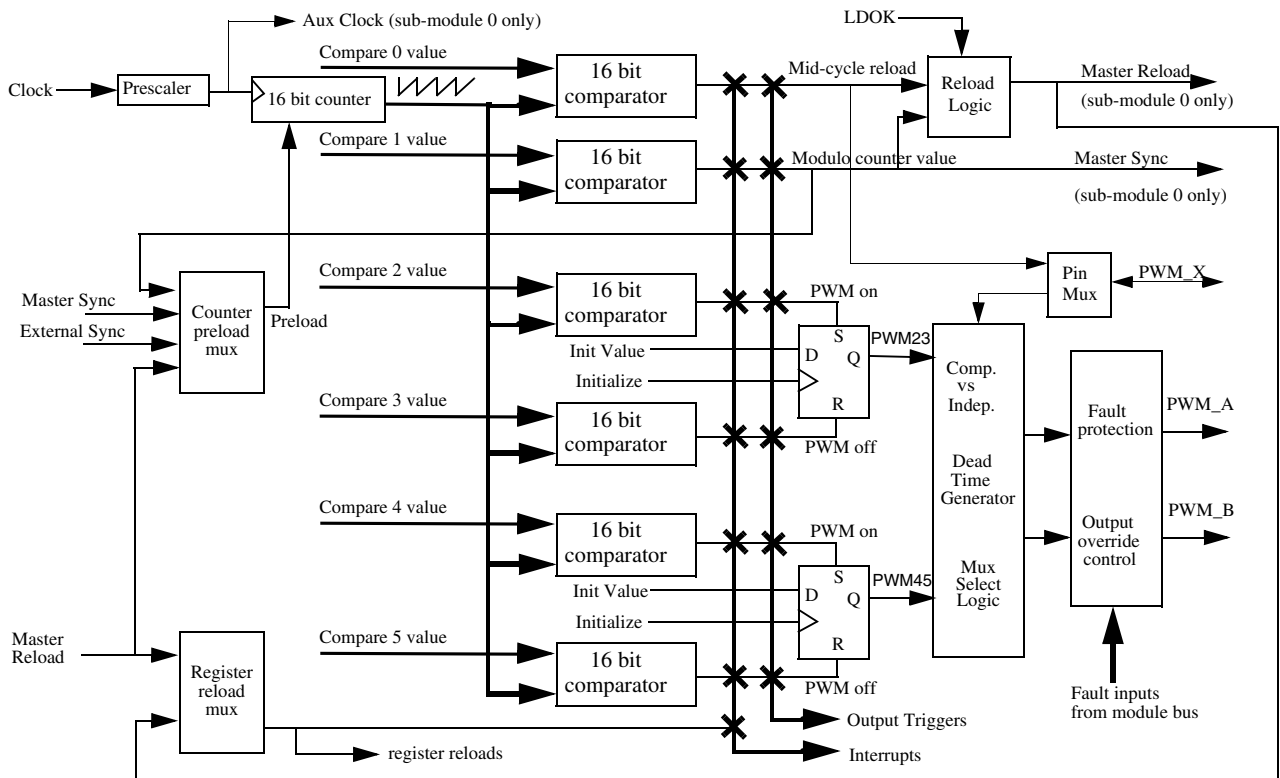 Aux Clock (sub-module 0 only)
LDOK
Compare 0 value
Clock
Prescaler
16 bit counter
16 bit
comparator
Mid-cycle reload
Reload
Logic
Master Reload
(sub-module 0 only)
Compare 1 value
16 bit
comparator
Modulo counter value
Master Sync
(sub-module 0 only)
Compare 2 value
16 bit
comparator
PWM on
Pin
Mux
PWM_X
Master Sync
External Sync
Counter
preload
mux
Preload
Init Value
Initialize
S
D
Q
R
PWM23
Comp.
vs
Indep.
Dead
Time
Generator
Mux
Select
Logic
Compare 3 value
16 bit
comparator
PWM off
Fault
protection
Output
override
control
PWM_A
PWM_B
Compare 4 value
16 bit
comparator
PWM on
Init Value
Initialize
S
D
Q
R
PWM45
Master
Reload
Register
reload
mux
Compare 5 value
16 bit
comparator
PWM off
Fault inputs
from module bus
Output Triggers
register reloads
Interrupts